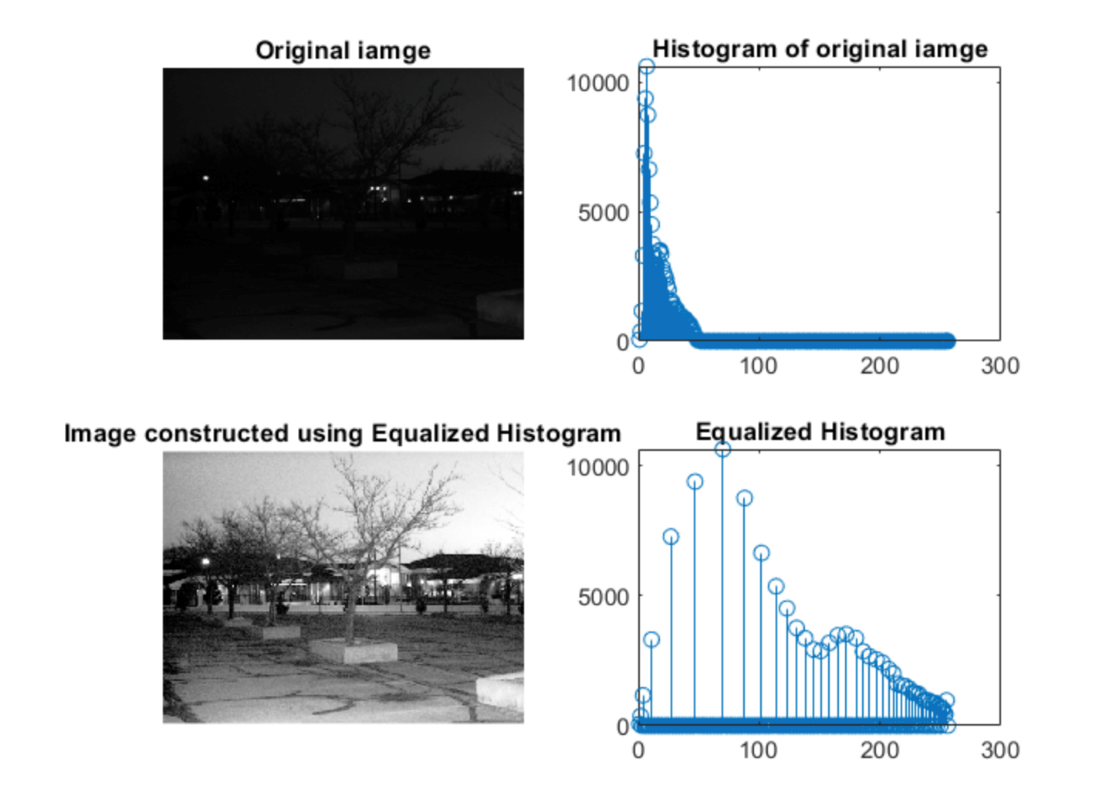 Original iamge
Histogram of original iamge
10000
5000
0
0 100 200 300
Image constructed using Equalized Histogram
Equalized Histogram
10000
5000
0
0 100 200 300